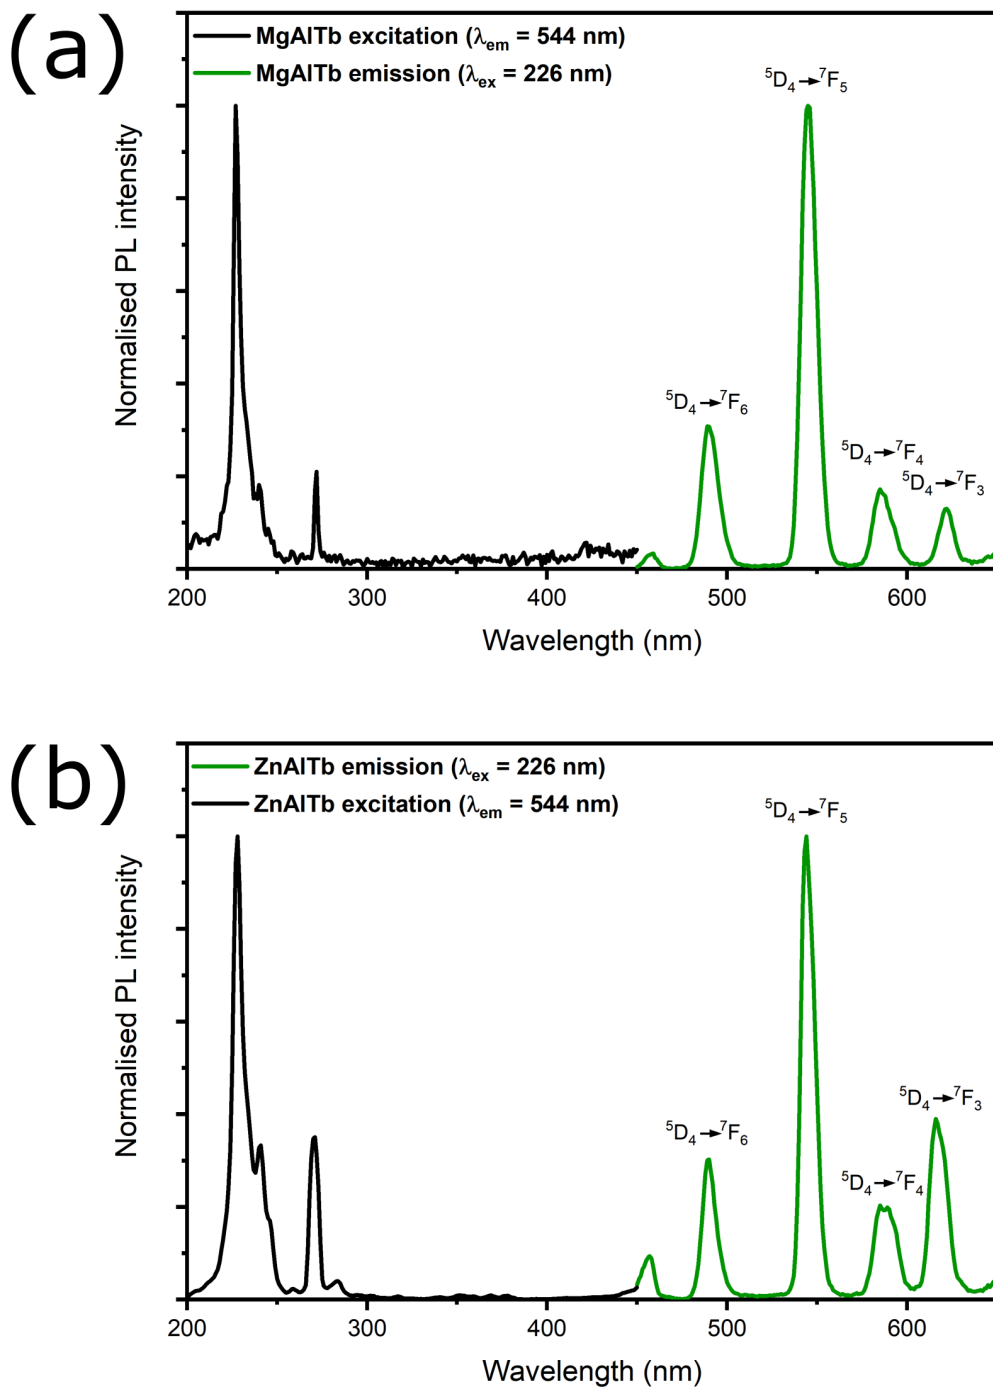 (a)
MgAlTb excitation (λem = 544 nm)
MgAlTb emission (λex = 226 nm)
⁵D₄→⁷F₅
⁵D₄→⁷F₆
⁵D₄→⁷F₄
⁵D₄→⁷F₃
Normalised PL intensity
200 300 400 500 600
Wavelength (nm)
(b)
ZnAlTb emission (λex = 226 nm)
ZnAlTb excitation (λem = 544 nm)
⁵D₄→⁷F₅
⁵D₄→⁷F₃
⁵D₄→⁷F₆
⁵D₄→⁷F₄
Normalised PL intensity
200 300 400 500 600
Wavelength (nm)